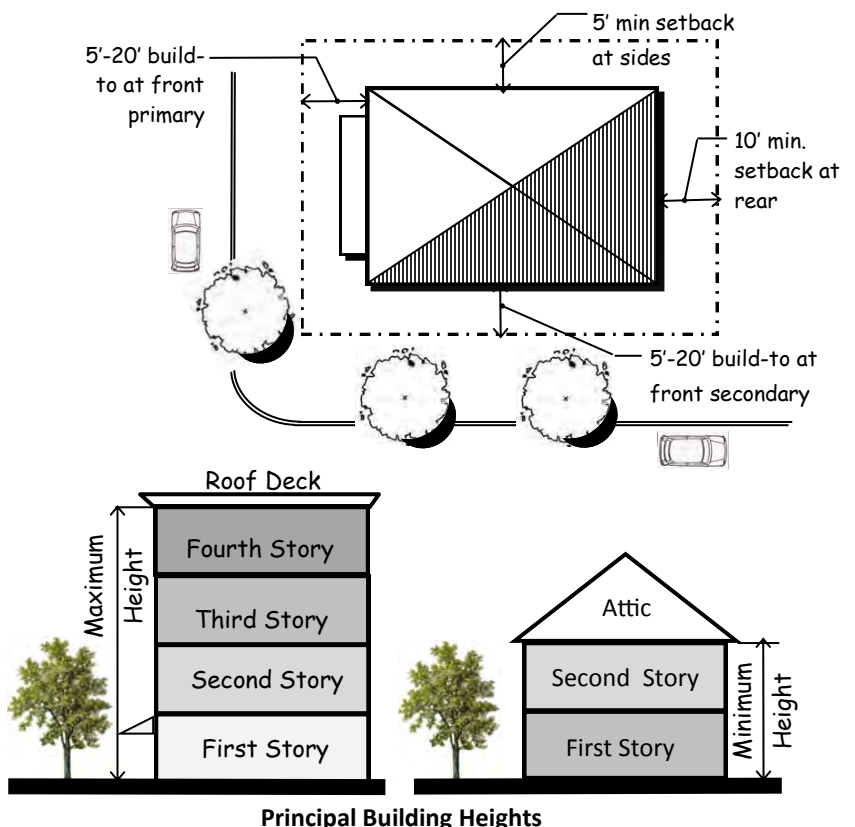 5' min setback
at sides
5'-20' build-
to at front
primary
10' min.
setback at
rear
5'-20' build-to at
front secondary
Roof Deck
Maximum
Height
Fourth Story
Third Story
Second Story
First Story
Attic
Second Story
First Story
Minimum
Height
Principal Building Heights